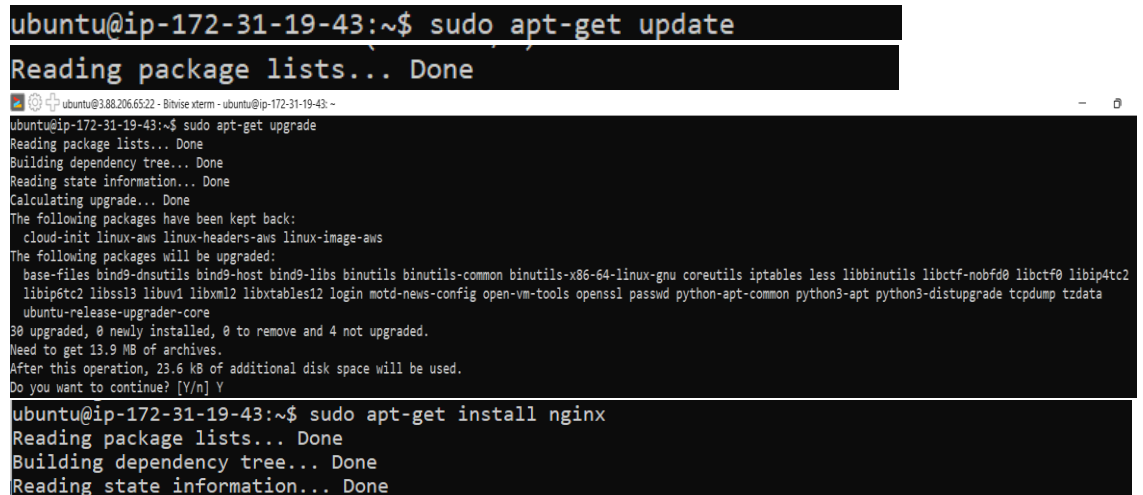 ubuntu@ip-172-31-19-43:~$ sudo apt-get update
Reading package lists... Done
ubuntu@3.88.206.65:22 - Bitvise xterm - ubuntu@ip-172-31-19-43: ~
ubuntu@ip-172-31-19-43:~$ sudo apt-get upgrade
Reading package lists... Done
Building dependency tree... Done
Reading state information... Done
Calculating upgrade... Done
The following packages have been kept back:
  cloud-init linux-aws linux-headers-aws linux-image-aws
The following packages will be upgraded:
  base-files bind9-dnsutils bind9-host bind9-libs binutils binutils-common binutils-x86-64-linux-gnu coreutils iptables less libbinutils libctf-nobfd0 libctf0 libip4tc2
  libip6tc2 libssl3 libuv1 libxml2 libxtables12 login motd-news-config open-vm-tools openssl passwd python-apt-common python3-apt python3-distupgrade tcpdump tzdata
  ubuntu-release-upgrader-core
30 upgraded, 0 newly installed, 0 to remove and 4 not upgraded.
Need to get 13.9 MB of archives.
After this operation, 23.6 kB of additional disk space will be used.
Do you want to continue? [Y/n] Y
ubuntu@ip-172-31-19-43:~$ sudo apt-get install nginx
Reading package lists... Done
Building dependency tree... Done
Reading state information... Done